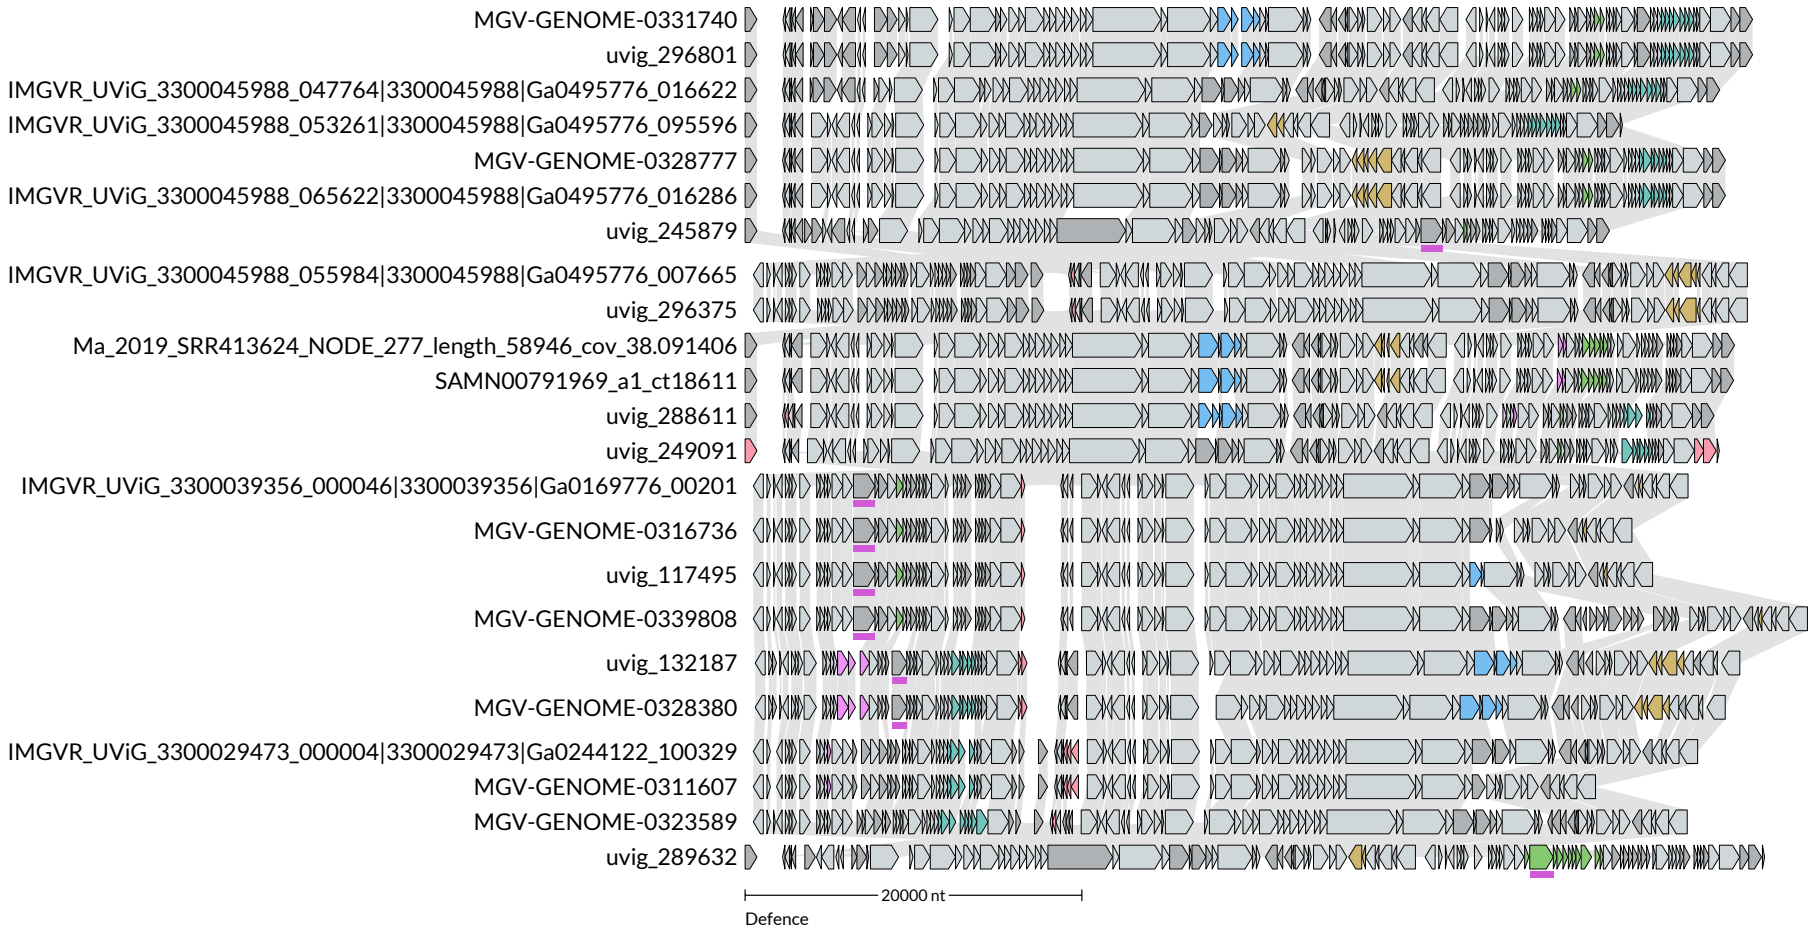 MGV-GENOME-0331740
uvig_296801
IMGVR_UViG_3300045988_047764|3300045988|Ga0495776_016622
IMGVR_UViG_3300045988_053261|3300045988|Ga0495776_095596
MGV-GENOME-0328777
IMGVR_UViG_3300045988_065622|3300045988|Ga0495776_016286
uvig_245879
IMGVR_UViG_3300045988_055984|3300045988|Ga0495776_007665
uvig_296375
Ma_2019_SRR413624_NODE_277_length_58946_cov_38.091406
SAMN00791969_a1_ct18611
uvig_288611
uvig_249091
IMGVR_UViG_3300039356_000046|3300039356|Ga0169776_00201
MGV-GENOME-0316736
uvig_117495
MGV-GENOME-0339808
uvig_132187
MGV-GENOME-0328380
IMGVR_UViG_3300029473_000004|3300029473|Ga0244122_100329
MGV-GENOME-0311607
MGV-GENOME-0323589
uvig_289632
20000 nt
Defence